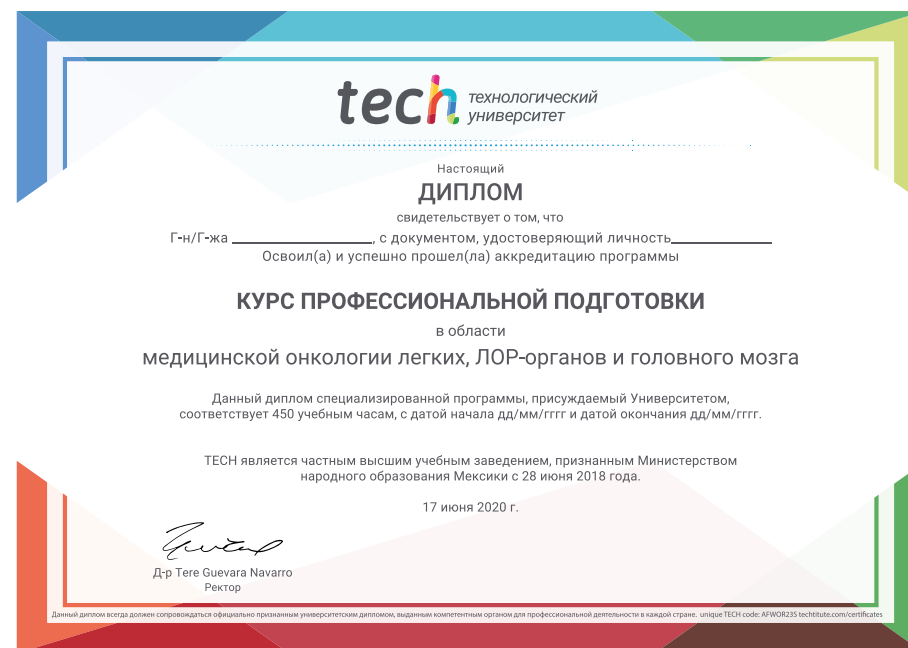 tech технологический
университет
Настоящий
ДИПЛОМ
свидетельствует о том, что
Г-н/Г-жа ____________, с документом, удостоверяющий личность____________
Освоил(а) и успешно прошел(ла) аккредитацию программы
КУРС ПРОФЕССИОНАЛЬНОЙ ПОДГОТОВКИ
в области
медицинской онкологии легких, ЛОР-органов и головного мозга
Данный диплом специализированной программы, присуждаемый Университетом,
соответствует 450 учебным часам, с датой начала дд/мм/гггг и датой окончания дд/мм/гггг.
TECH является частным высшим учебным заведением, признанным Министерством
народного образования Мексики с 28 июня 2018 года.
17 июня 2020 г.
Д-р Tere Guevara Navarro
Ректор
Данный диплом всегда должен сопровождаться официально признанным университетским дипломом, выданным компетентным органом для профессиональной деятельности в каждой стране. unique TECH code: AFWOR23S techtitute.com/certificates